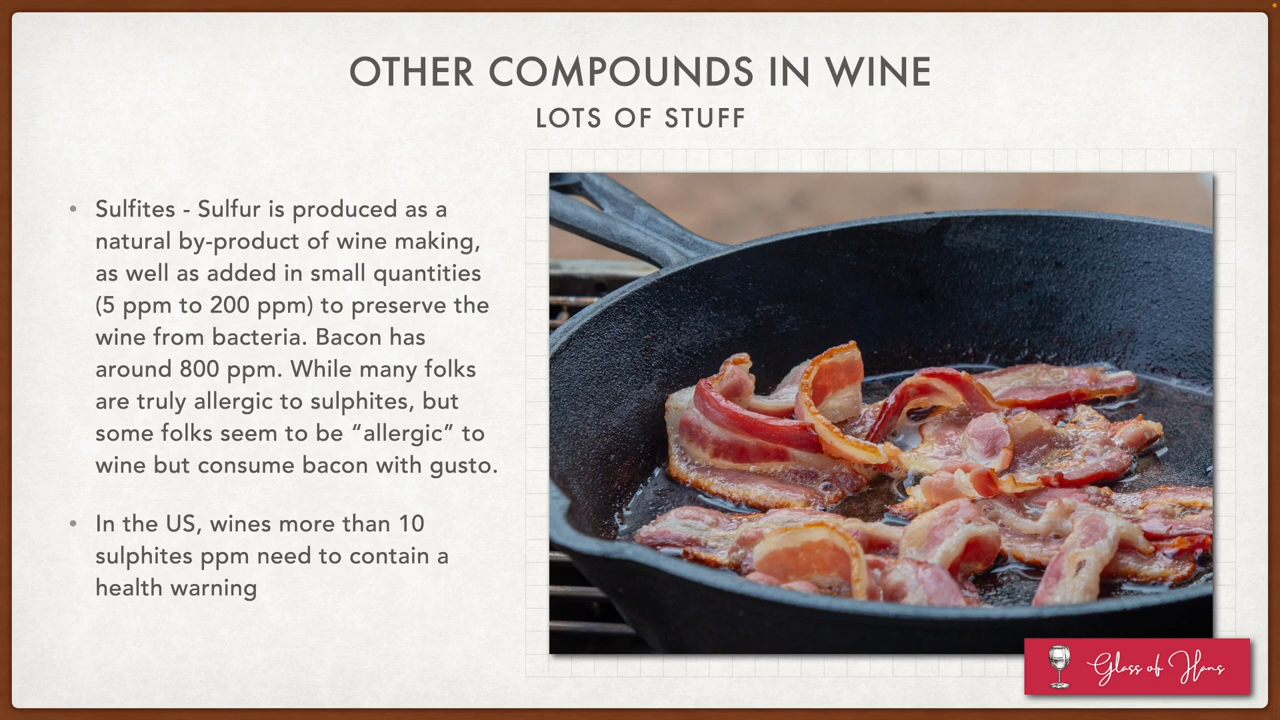 OTHER COMPOUNDS IN WINE
LOTS OF STUFF
• Sulfites - Sulfur is produced as a
natural by-product of wine making,
as well as added in small quantities
(5 ppm to 200 ppm) to preserve the
wine from bacteria. Bacon has
around 800 ppm. While many folks
are truly allergic to sulphites, but
some folks seem to be “allergic” to
wine but consume bacon with gusto.
• In the US, wines more than 10
sulphites ppm need to contain a
health warning
Glass of Hans